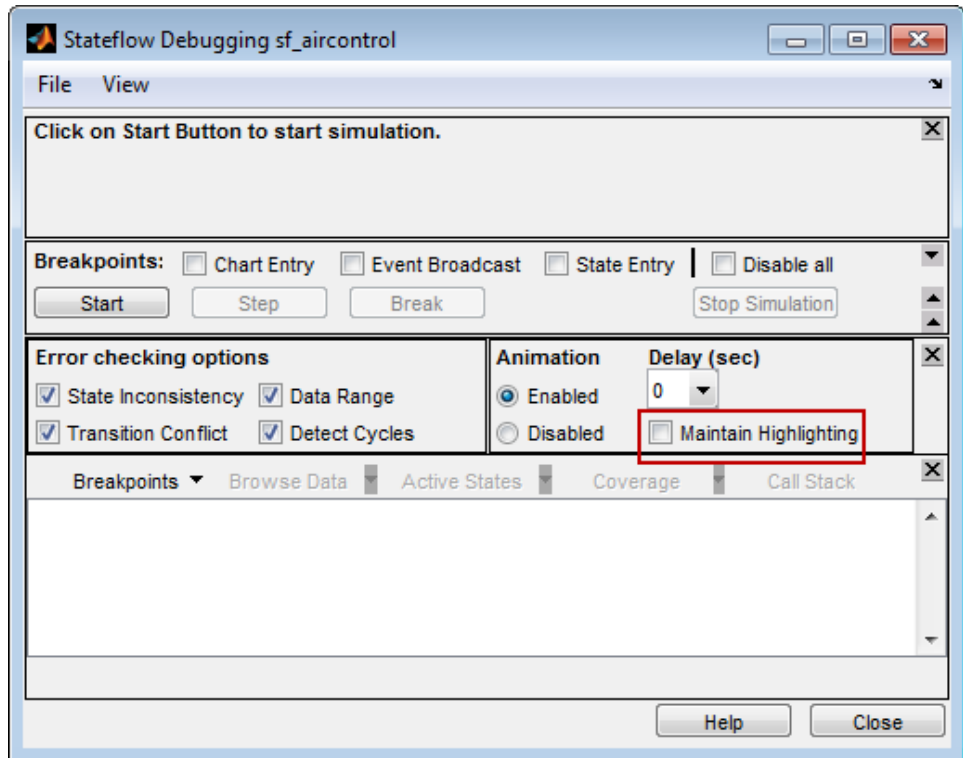 Stateflow Debugging sf_aircontrol
File View
Click on Start Button to start simulation.
Breakpoints: Chart Entry Event Broadcast State Entry Disable all
Start Step Break Stop Simulation
Error checking options
State Inconsistency Data Range
Transition Conflict Detect Cycles
Animation Delay (sec)
Enabled 0
Disabled Maintain Highlighting
Breakpoints Browse Data Active States Coverage Call Stack
Help Close